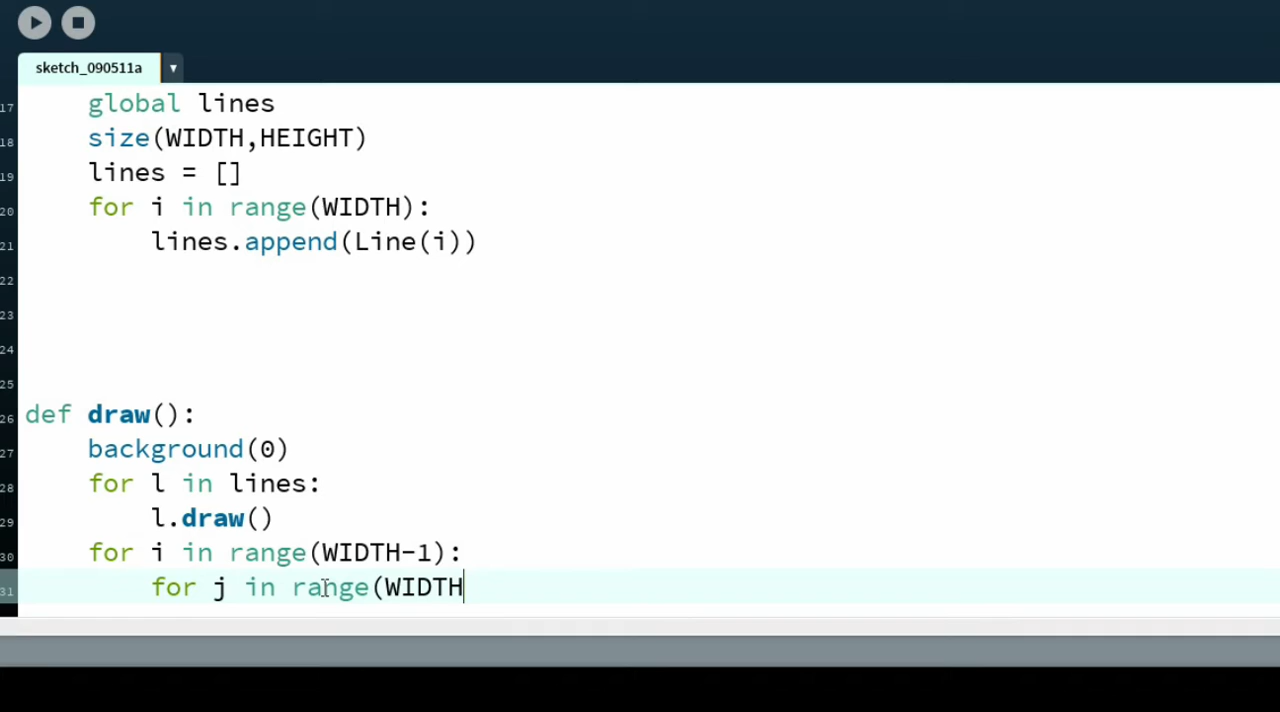 sketch_090511a ▼
17 global lines
18 size(WIDTH,HEIGHT)
19 lines = []
20 for i in range(WIDTH):
21 lines.append(Line(i))
22
23
24
25
26 def draw():
27 background(0)
28 for l in lines:
29 l.draw()
30 for i in range(WIDTH-1):
31 for j in range(WIDTH